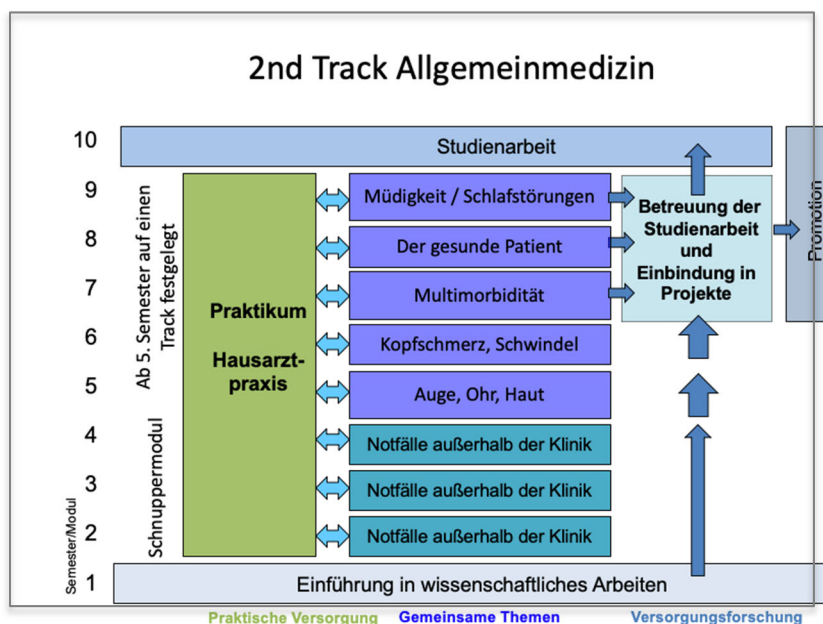 2nd Track Allgemeinmedizin
10
Studienarbeit
9
Müdigkeit / Schlafstörungen
8
Der gesunde Patient
7
Multimorbidität
6
Kopfschmerz, Schwindel
5
Auge, Ohr, Haut
4
Notfälle außerhalb der Klinik
3
Notfälle außerhalb der Klinik
2
Notfälle außerhalb der Klinik
1
Einführung in wissenschaftliches Arbeiten
Semester/Modul
Ab 5. Semester auf einen
Track festgelegt
Schnuppermodul
Praktikum
Hausarzt-
praxis
Betreuung der
Studienarbeit
und
Einbindung in
Projekte
Promotion
Praktische Versorgung
Gemeinsame Themen
Versorgungsforschung